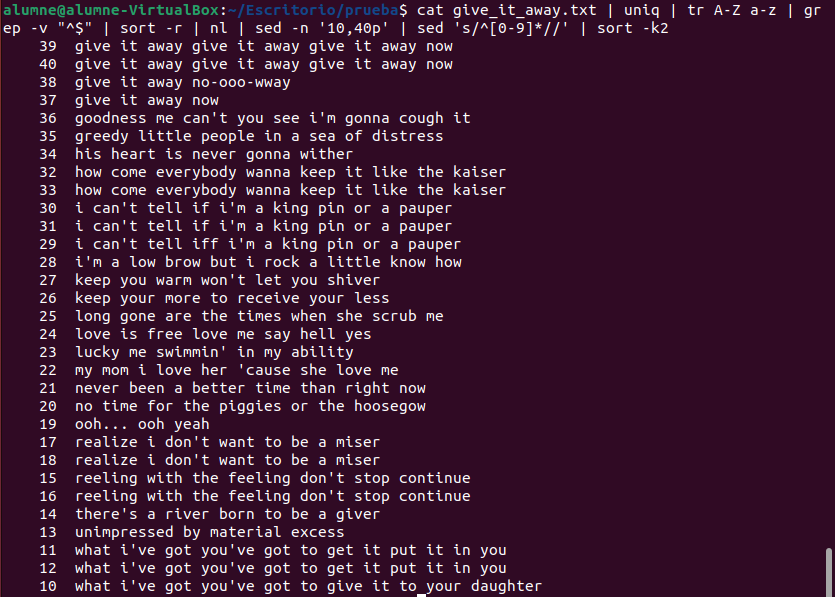 alumne@alumne-VirtualBox:~/Escritorio/prueba$ cat give_it_away.txt | uniq | tr A-Z a-z | gr
ep -v "^$" | sort -r | nl | sed -n '10,40p' | sed 's/^[0-9]*//' | sort -k2
39 give it away give it away give it away now
40 give it away give it away give it away now
38 give it away no-ooo-wway
37 give it away now
36 goodness me can't you see i'm gonna cough it
35 greedy little people in a sea of distress
34 his heart is never gonna wither
32 how come everybody wanna keep it like the kaiser
33 how come everybody wanna keep it like the kaiser
30 i can't tell if i'm a king pin or a pauper
31 i can't tell if i'm a king pin or a pauper
29 i can't tell iff i'm a king pin or a pauper
28 i'm a low brow but i rock a little know how
27 keep you warm won't let you shiver
26 keep your more to receive your less
25 long gone are the times when she scrub me
24 love is free love me say hell yes
23 lucky me swimmin' in my ability
22 my mom i love her 'cause she love me
21 never been a better time than right now
20 no time for the piggies or the hoosegow
19 ooh... ooh yeah
17 realize i don't want to be a miser
18 realize i don't want to be a miser
15 reeling with the feeling don't stop continue
16 reeling with the feeling don't stop continue
14 there's a river born to be a giver
13 unimpressed by material excess
11 what i've got you've got to get it put it in you
12 what i've got you've got to get it put it in you
10 what i've got you've got to give it to your daughter